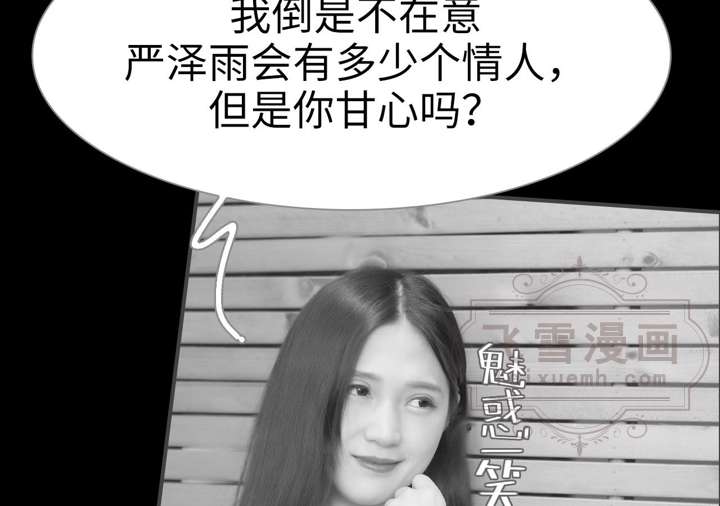 我倒是不在意
严泽雨会有多少个情人，
但是你甘心吗？
飞雪漫画
ixuemh.com
魅惑一笑